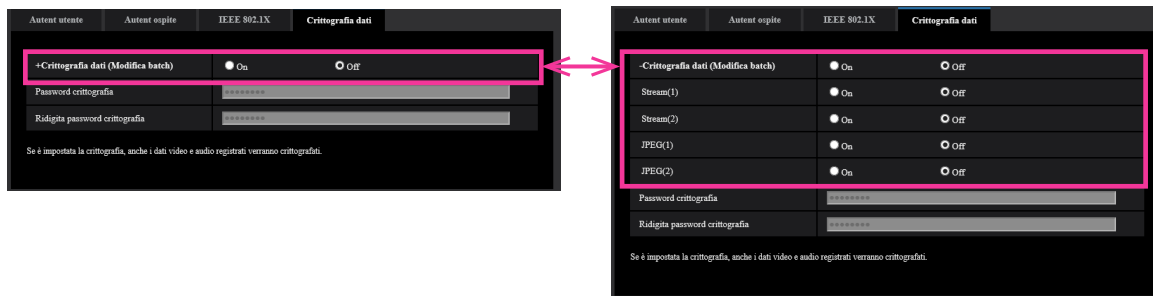 Autent utente Autent ospite IEEE 802.1X Crittografia dati
+Crittografia dati (Modifica batch) On Off
Password crittografia
Ridigita password crittografia
Se è impostata la crittografia, anche i dati video e audio registrati verranno crittografati.
Autent utente Autent ospite IEEE 802.1X Crittografia dati
-Crittografia dati (Modifica batch) On Off
Stream(1) On Off
Stream(2) On Off
JPEG(1) On Off
JPEG(2) On Off
Password crittografia
Ridigita password crittografia
Se è impostata la crittografia, anche i dati video e audio registrati verranno crittografati.